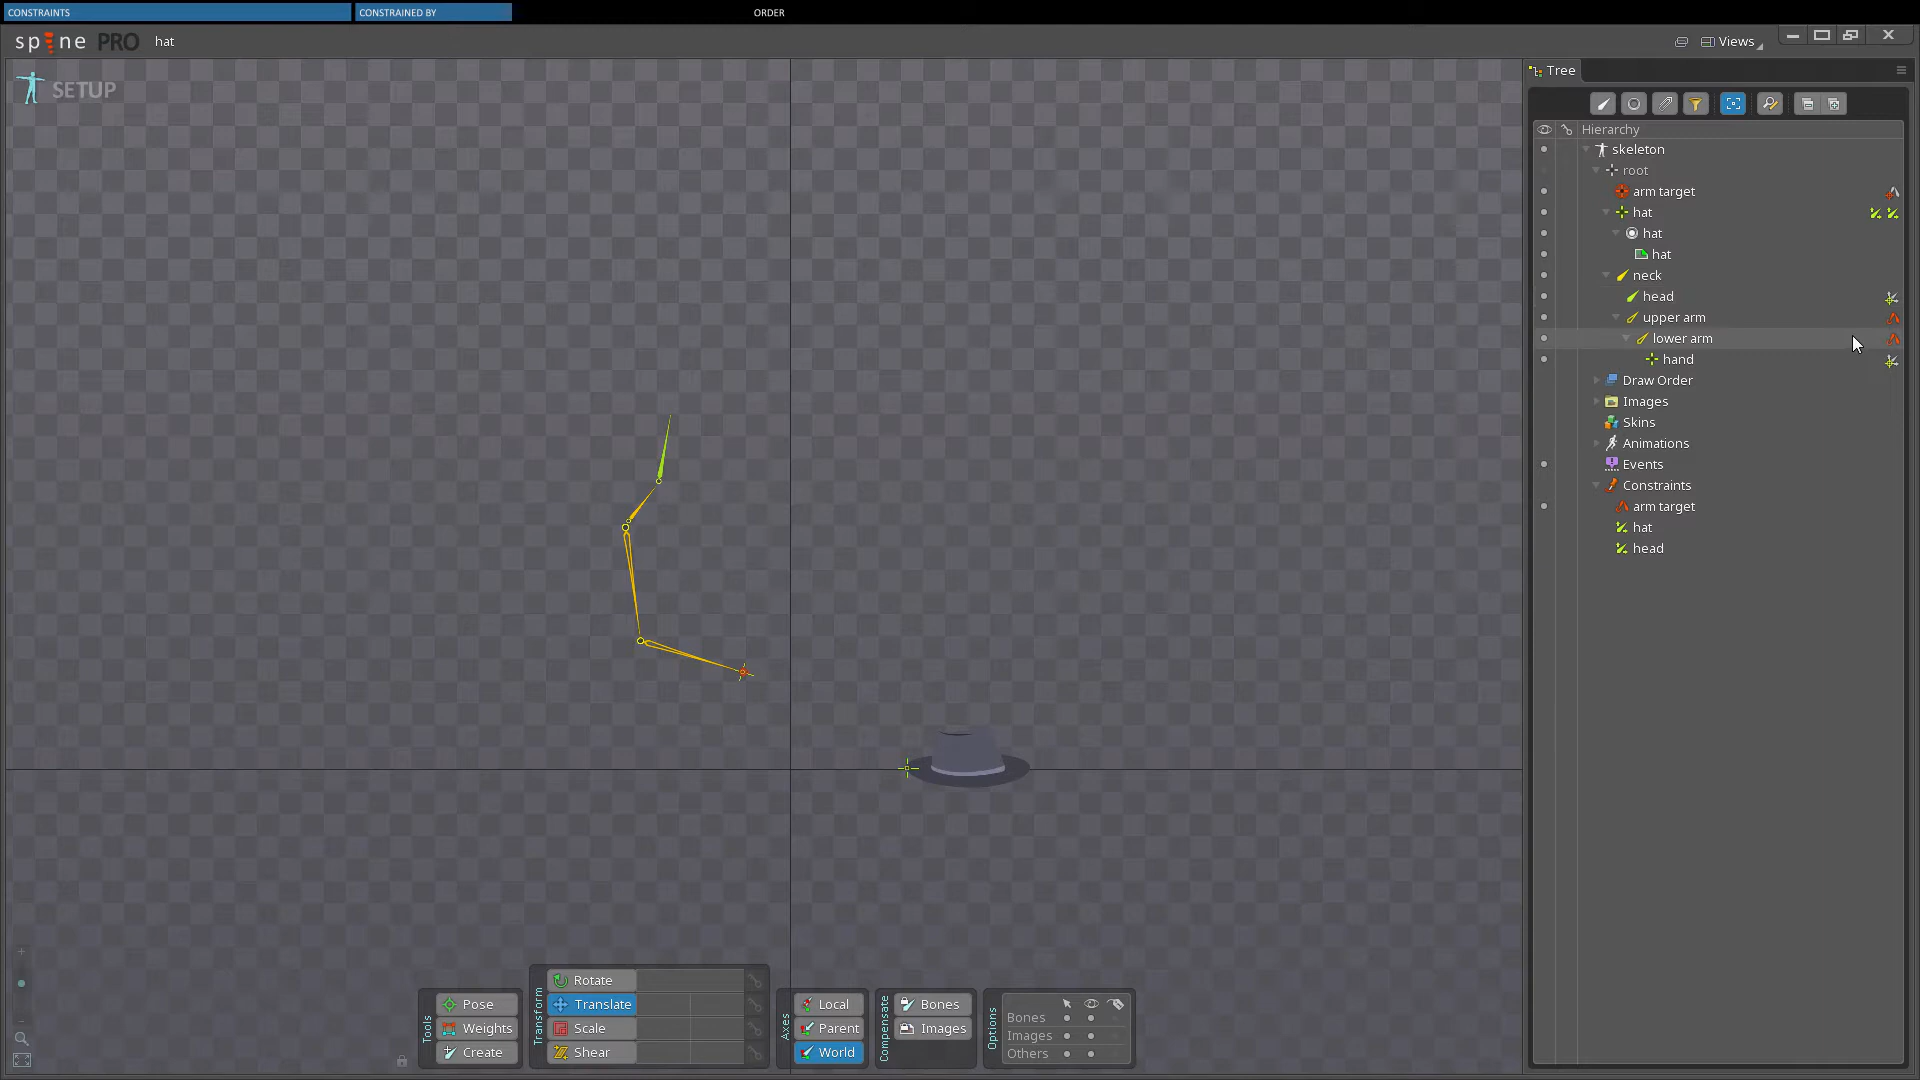 CONSTRAINTS CONSTRAINED BY ORDER
spine PRO hat Views
SETUP
Tree
Hierarchy
skeleton
root
arm target
hat
hat
hat
neck
head
upper arm
lower arm
hand
Draw Order
Images
Skins
Animations
Events
Constraints
arm target
hat
head
Tools
Pose
Weights
Create
Transform
Rotate
Translate
Scale
Shear
Axes
Local
Parent
World
Compensate
Bones
Images
Options
Bones
Images
Others